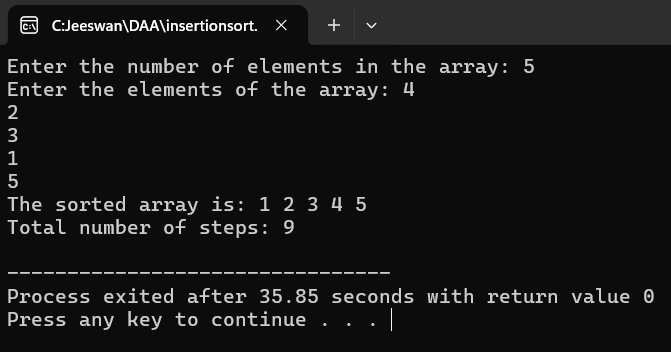 C:Jeeswan\DAA\insertionsort.
Enter the number of elements in the array: 5
Enter the elements of the array: 4
2
3
1
5
The sorted array is: 1 2 3 4 5
Total number of steps: 9
--------------------------------
Process exited after 35.85 seconds with return value 0
Press any key to continue . . .